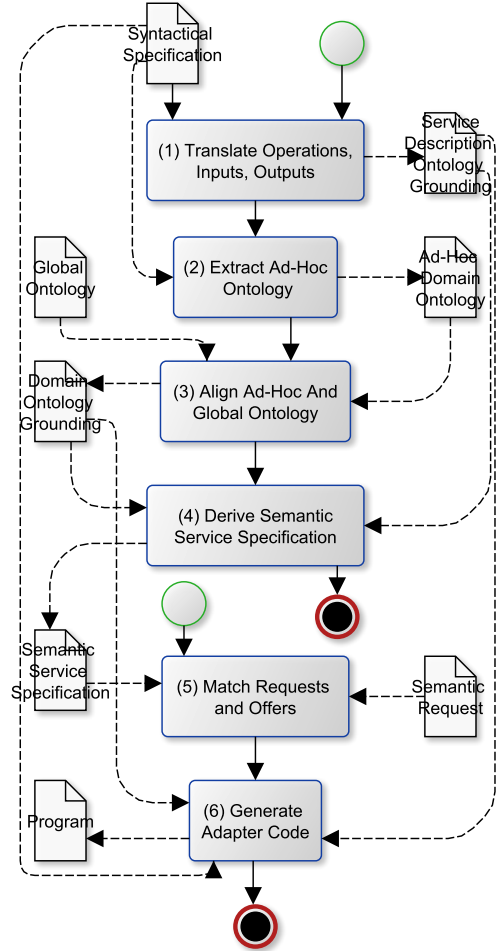 Syntactical
Specification
Service
Description
Ontology
Grounding
(1) Translate Operations,
Inputs, Outputs
Global
Ontology
(2) Extract Ad-Hoc
Ontology
Ad-Hoc
Domain
Ontology
Domain
Ontology
Grounding
(3) Align Ad-Hoc And
Global Ontology
(4) Derive Semantic
Service Specification
Semantic
Service
Specification
(5) Match Requests
and Offers
Semantic
Request
Program
(6) Generate
Adapter Code